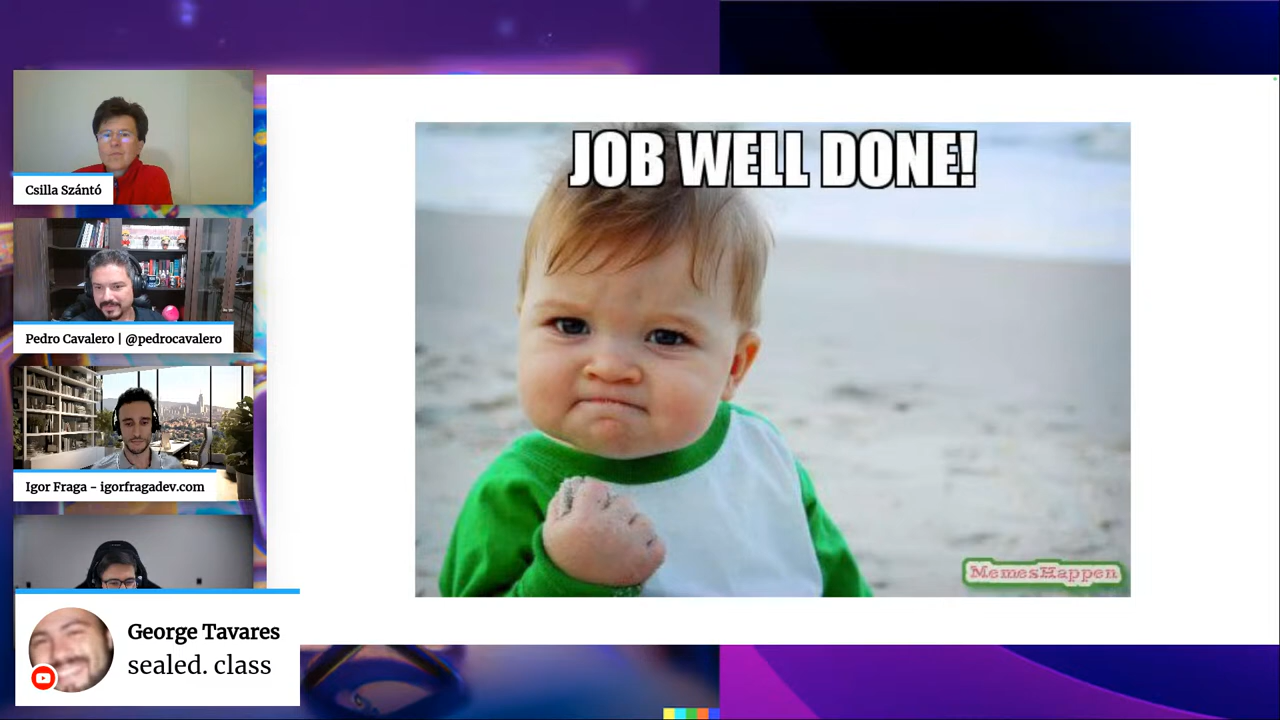 JOB WELL DONE!
MemesHappen
Csilla Szántó
Pedro Cavalero | @pedrocavalero
Igor Fraga - igorfragadev.com
George Tavares
sealed. class